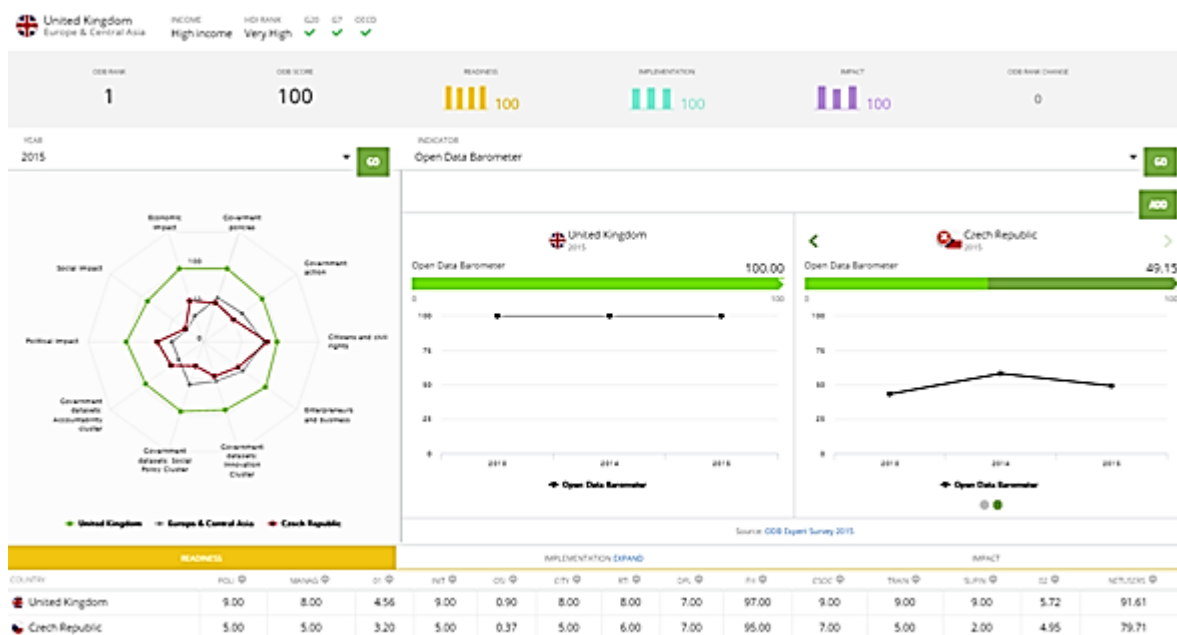 United Kingdom
Europe & Central Asia
INCOME
High income
HDI RANK
Very High
G20 G7 OECD
ODB RANK
1
ODB SCORE
100
READINESS
100
IMPLEMENTATION
100
IMPACT
100
ODB RANK CHANGE
0
YEAR
2015
GO
INDICATOR
Open Data Barometer
GO
ADD
Economic
impact
Government
policies
Social impact
Government
action
Political impact
Citizens and civil
rights
Government
datasets:
Accountability
cluster
Entrepreneurs
and business
Government
datasets: Social
Policy Cluster
Government
datasets:
Innovation
Cluster
100
0
United Kingdom
Europe & Central Asia
Czech Republic
United Kingdom
2015
Open Data Barometer
100.00
0
100
100
75
50
25
0
2013 2014 2015
Open Data Barometer
Czech Republic
2015
Open Data Barometer
49.15
0
100
100
75
50
25
0
2013 2014 2015
Open Data Barometer
Source: ODB Expert Survey 2015
READINESS IMPLEMENTATION EXPAND IMPACT
COUNTRY POLI MANAG INIT CITY RTI DPL FH CSOC TRAIN SUPIN NETUSERS
United Kingdom 9.00 8.00 4.56 9.00 0.90 8.00 8.00 7.00 97.00 9.00 9.00 9.00 5.72 91.61
Czech Republic 5.00 5.00 3.20 5.00 0.37 5.00 6.00 7.00 95.00 7.00 5.00 2.00 4.95 79.71